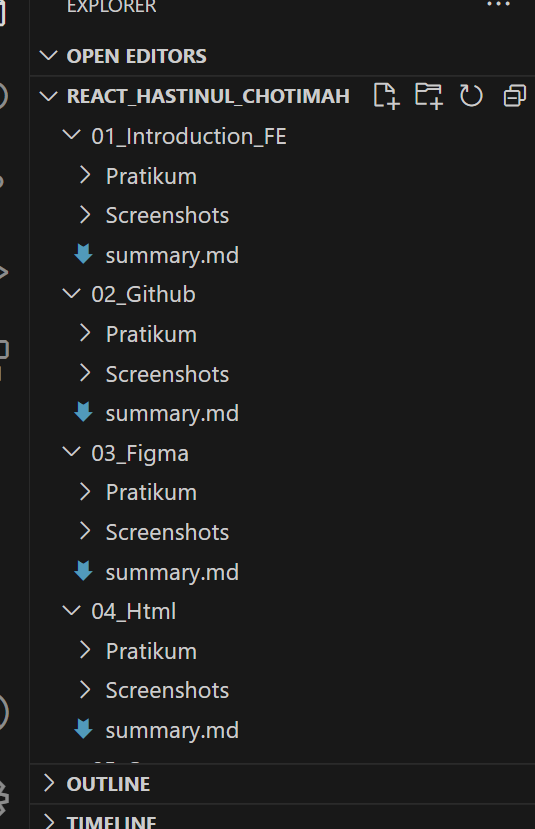 EXPLORER
OPEN EDITORS
REACT_HASTINUL_CHOTIMAH
01_Introduction_FE
Pratikum
Screenshots
summary.md
02_Github
Pratikum
Screenshots
summary.md
03_Figma
Pratikum
Screenshots
summary.md
04_Html
Pratikum
Screenshots
summary.md
OUTLINE
TIMELINE